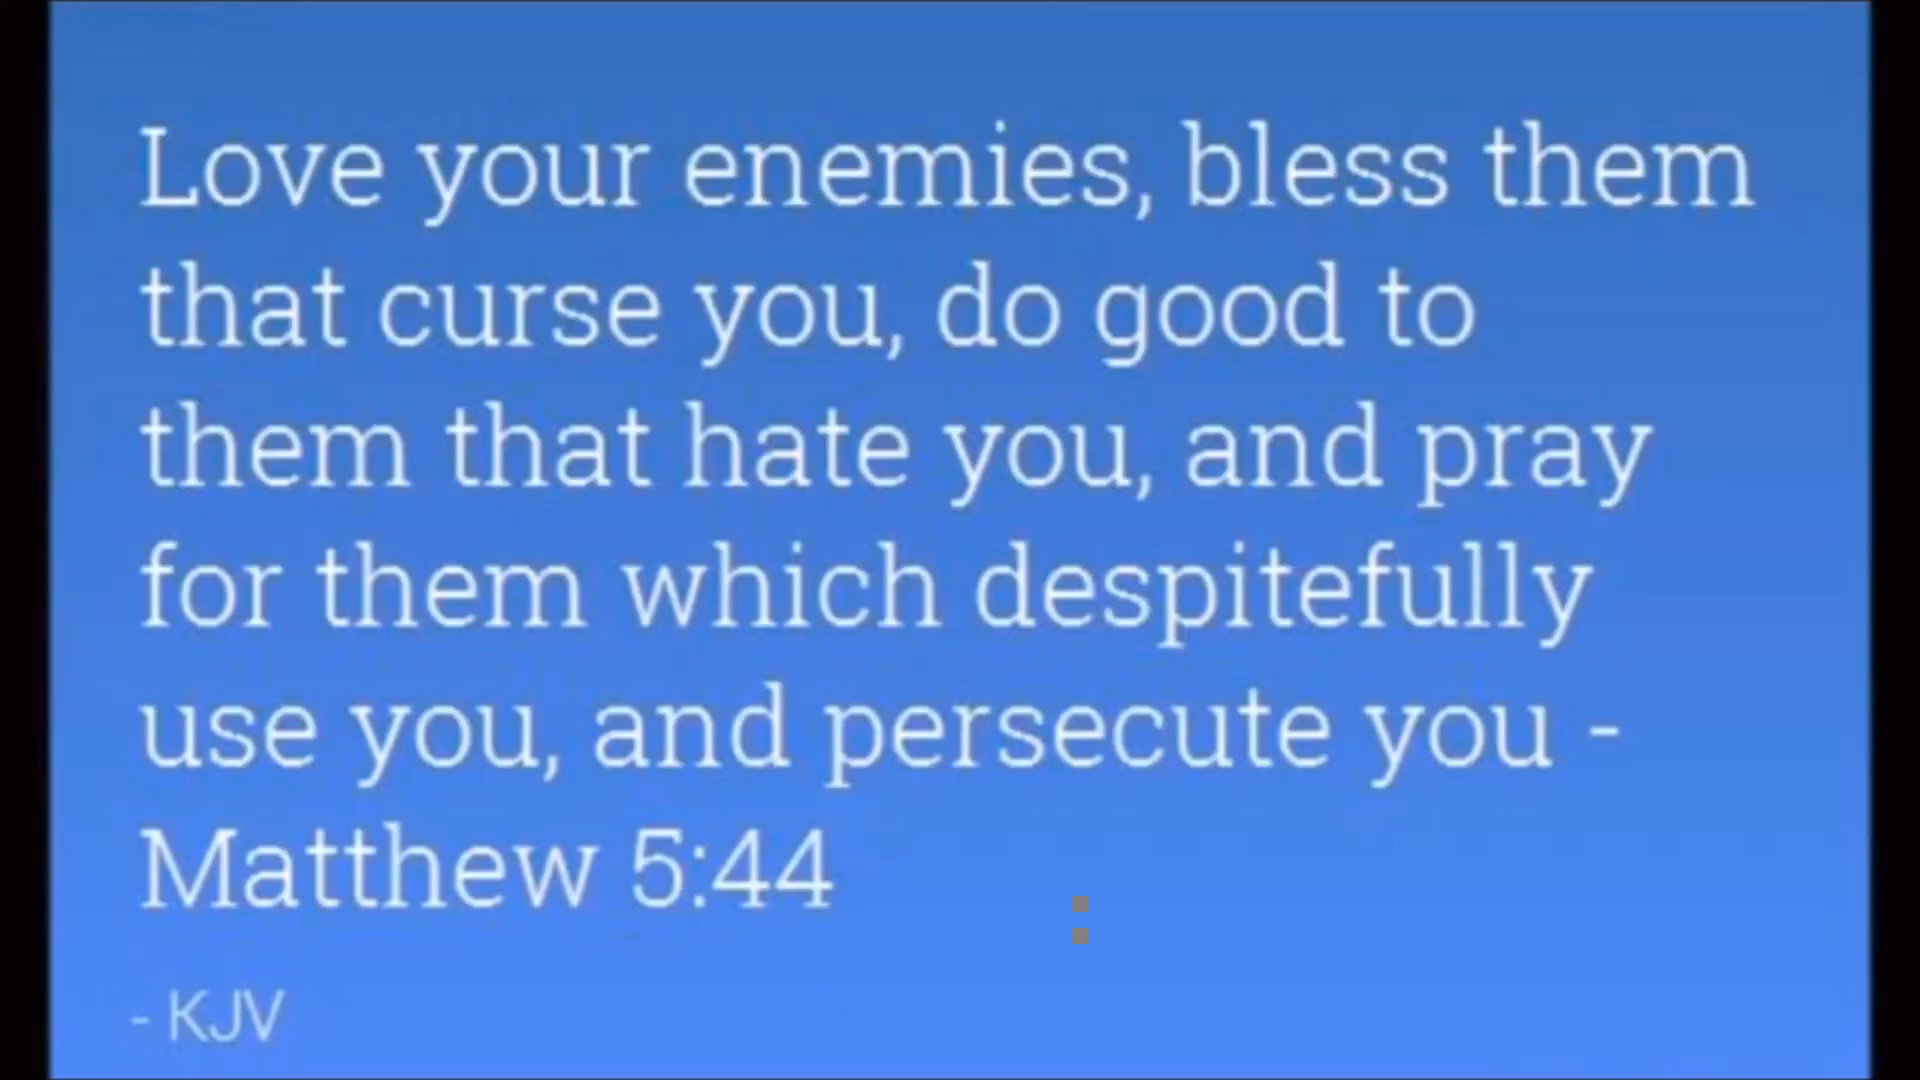 Love your enemies, bless them
that curse you, do good to
them that hate you, and pray
for them which despitefully
use you, and persecute you -
Matthew 5:44
- KJV